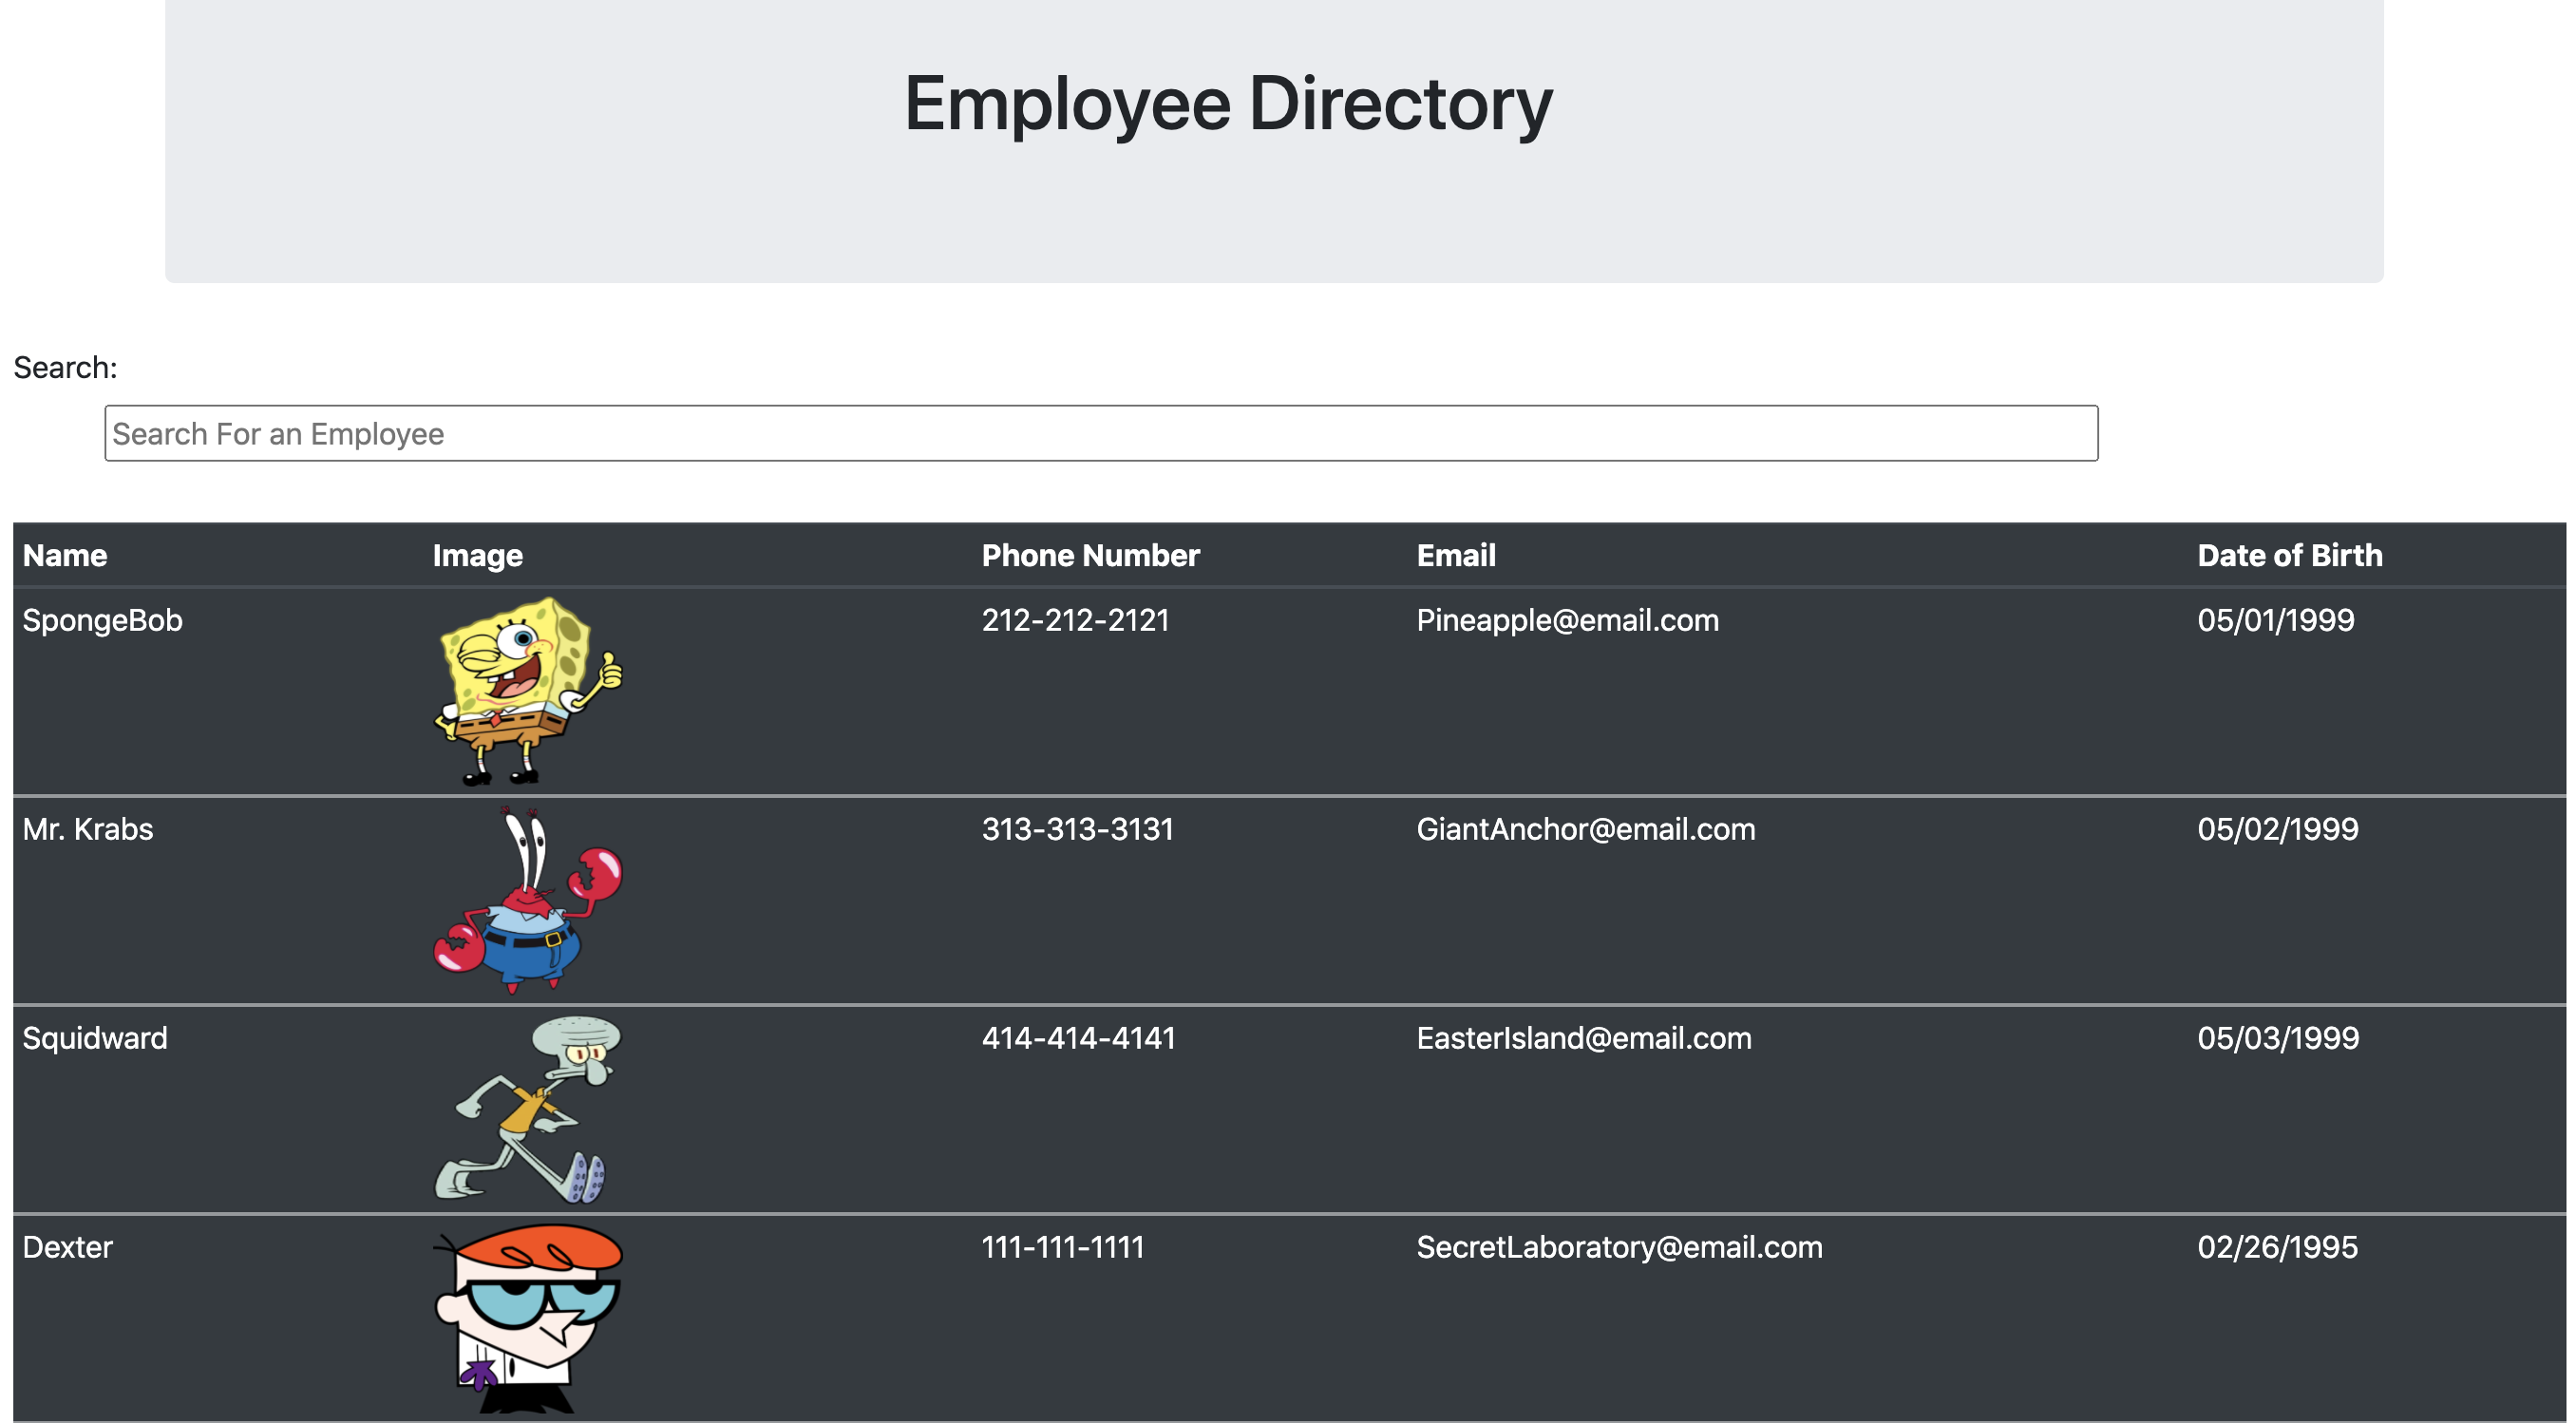 Employee Directory
Search:
Search For an Employee
Name Image Phone Number Email Date of Birth
SpongeBob 212-212-2121 Pineapple@email.com 05/01/1999
Mr. Krabs 313-313-3131 GiantAnchor@email.com 05/02/1999
Squidward 414-414-4141 EasterIsland@email.com 05/03/1999
Dexter 111-111-1111 SecretLaboratory@email.com 02/26/1995